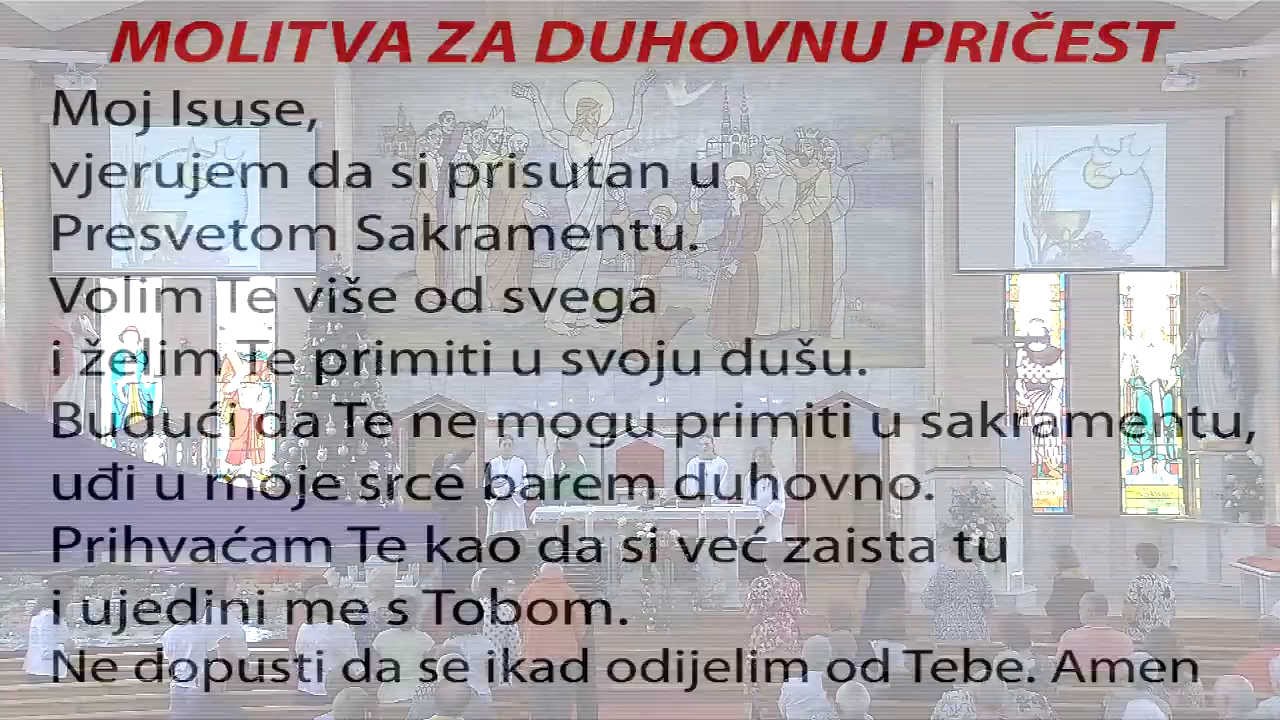 MOLITVA ZA DUHOVNU PRIČEST
Moj Isuse,
vjerujem da si prisutan u
Presvetom Sakramentu.
Volim Te više od svega
i želim Te primiti u svoju dušu.
Budući da Te ne mogu primiti u sakramentu,
uđi u moje srce barem duhovno.
Prihvaćam Te kao da si već zaista tu
i ujedini me s Tobom.
Ne dopusti da se ikad odijelim od Tebe. Amen